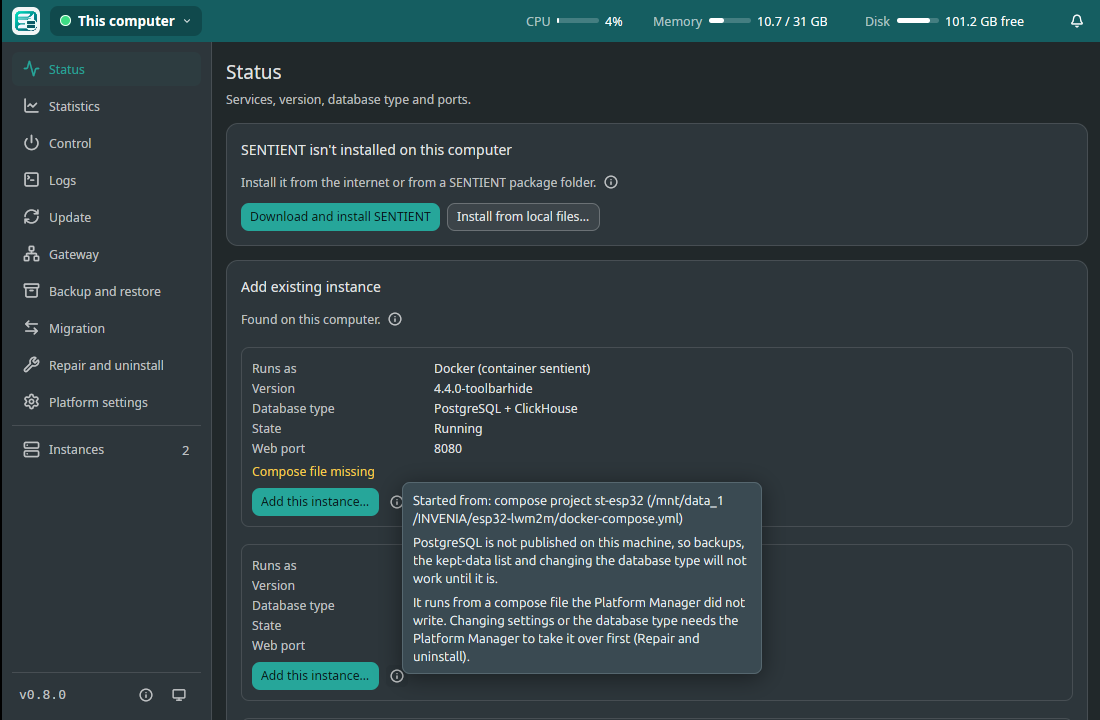 This computer
CPU 4%
Memory 10.7 / 31 GB
Disk 101.2 GB free
Status
Statistics
Control
Logs
Update
Gateway
Backup and restore
Migration
Repair and uninstall
Platform settings
Instances 2
v0.8.0
Status
Services, version, database type and ports.
SENTIENT isn't installed on this computer
Install it from the internet or from a SENTIENT package folder.
Download and install SENTIENT
Install from local files...
Add existing instance
Found on this computer.
Runs as Docker (container sentient)
Version 4.4.0-toolbarhide
Database type PostgreSQL + ClickHouse
State Running
Web port 8080
Compose file missing
Add this instance...
Started from: compose project st-esp32 (/mnt/data_1
/INVENIA/esp32-lwm2m/docker-compose.yml)
PostgreSQL is not published on this machine, so backups,
the kept-data list and changing the database type will not
work until it is.
It runs from a compose file the Platform Manager did not
write. Changing settings or the database type needs the
Platform Manager to take it over first (Repair and
uninstall).
Runs as
Version
Database type
State
Web port
Add this instance...